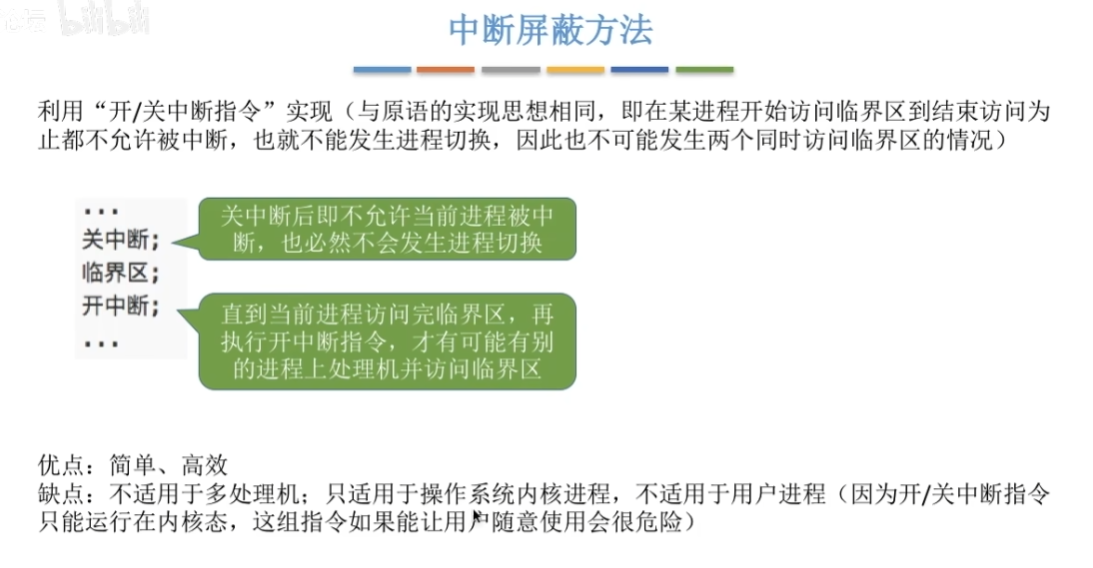 bilibili
中断屏蔽方法
利用“开/关中断指令”实现（与原语的实现思想相同，即在某进程开始访问临界区到结束访问为
止都不允许被中断，也就不能发生进程切换，因此也不可能发生两个同时访问临界区的情况）
...
关中断;
临界区;
开中断;
...
关中断后即不允许当前进程被中
断，也必然不会发生进程切换
直到当前进程访问完临界区，再
执行开中断指令，才有可能有别
的进程上处理机并访问临界区
优点：简单、高效
缺点：不适用于多处理机；只适用于操作系统内核进程，不适用于用户进程（因为开/关中断指令
只能运行在内核态，这组指令如果能让用户随意使用会很危险）